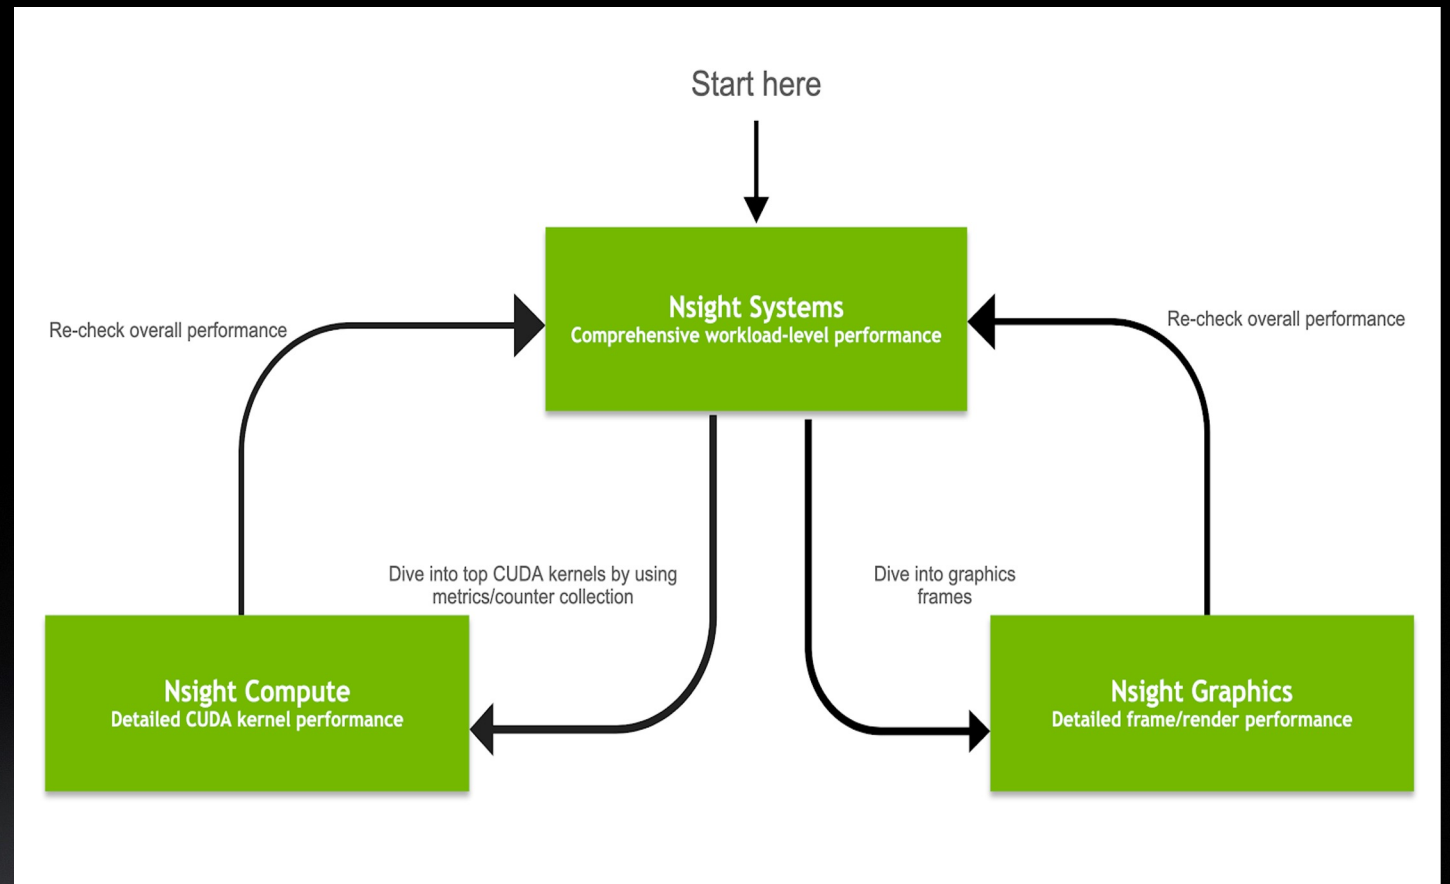 Start here
Nsight Systems
Comprehensive workload-level performance
Re-check overall performance
Re-check overall performance
Dive into top CUDA kernels by using
metrics/counter collection
Dive into graphics
frames
Nsight Compute
Detailed CUDA kernel performance
Nsight Graphics
Detailed frame/render performance